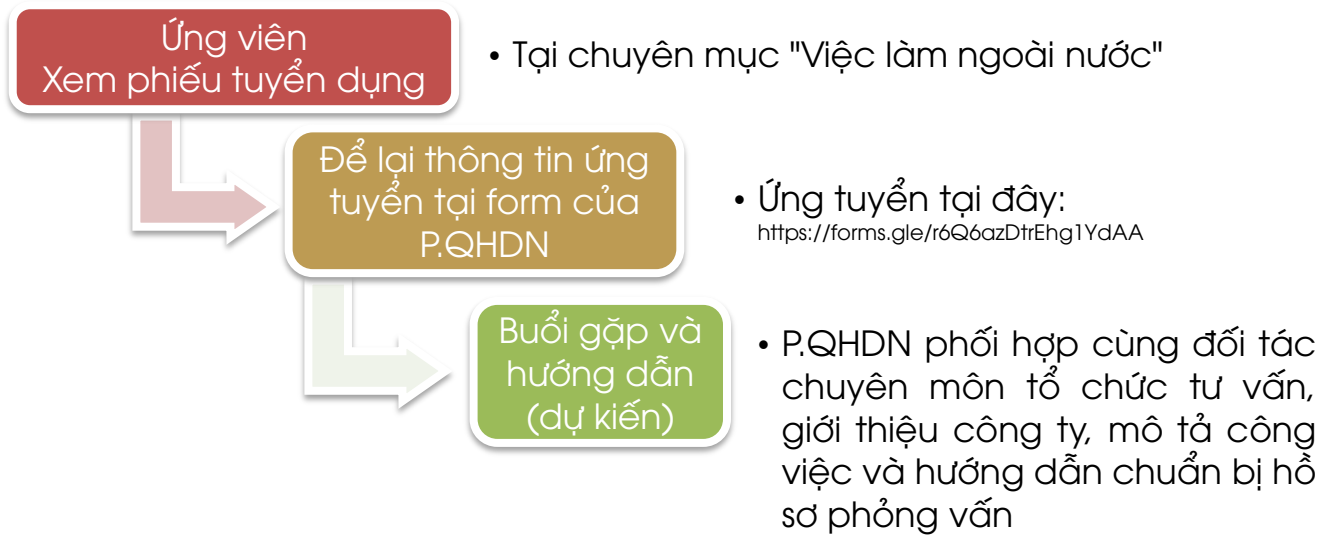 Ứng viên
Xem phiếu tuyển dụng
• Tại chuyên mục "Việc làm ngoài nước"
Để lại thông tin ứng
tuyển tại form của
P.QHDN
• Ứng tuyển tại đây:
https://forms.gle/r6Q6azDtrEhg1YdAA
Buổi gặp và
hướng dẫn
(dự kiến)
• P.QHDN phối hợp cùng đối tác
chuyên môn tổ chức tư vấn,
giới thiệu công ty, mô tả công
việc và hướng dẫn chuẩn bị hồ
sơ phỏng vấn